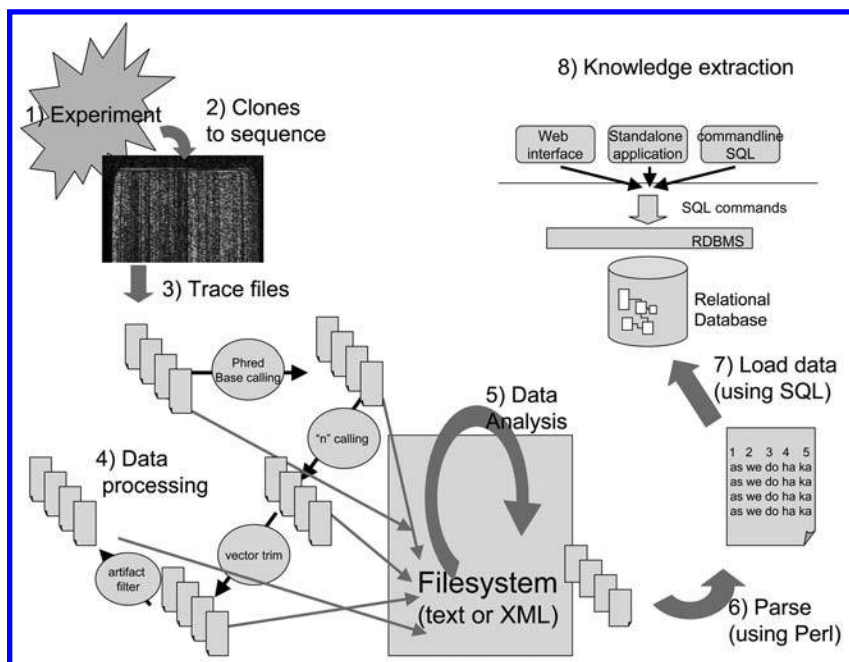 1) Experiment
2) Clones
to sequence
3) Trace files
Phred
Base calling
"n" calling
4) Data
processing
vector trim
artifact
filter
5) Data
Analysis
Filesystem
(text or XML)
6) Parse
(using Perl)
1 2 3 4 5
as we do ha ka
as we do ha ka
as we do ha ka
as we do ha ka
7) Load data
(using SQL)
8) Knowledge extraction
Web
interface
Standalone
application
commandline
SQL
SQL commands
RDBMS
Relational
Database